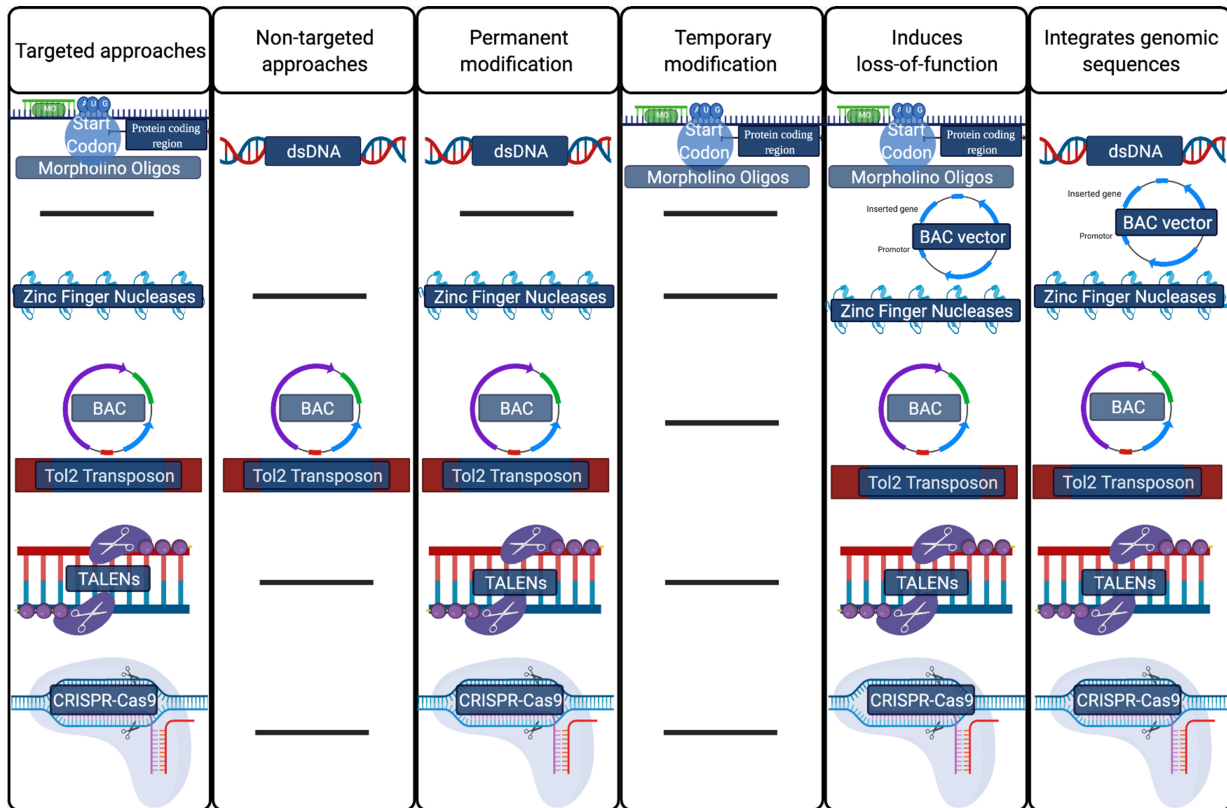 Targeted approaches
Non-targeted
approaches
Permanent
modification
Temporary
modification
Induces
loss-of-function
Integrates genomic
sequences
MO
A U G
Start
Codon
Protein coding
region
Morpholino Oligos
dsDNA
dsDNA
MO
A U G
Start
Codon
Protein coding
region
Morpholino Oligos
MO
A U G
Start
Codon
Protein coding
region
Morpholino Oligos
dsDNA
Inserted gene
BAC vector
Promotor
Inserted gene
BAC vector
Promotor
Zinc Finger Nucleases
Zinc Finger Nucleases
Zinc Finger Nucleases
Zinc Finger Nucleases
BAC
BAC
BAC
BAC
BAC
Tol2 Transposon
Tol2 Transposon
Tol2 Transposon
Tol2 Transposon
Tol2 Transposon
TALENs
TALENs
TALENs
TALENs
CRISPR-Cas9
CRISPR-Cas9
CRISPR-Cas9
CRISPR-Cas9